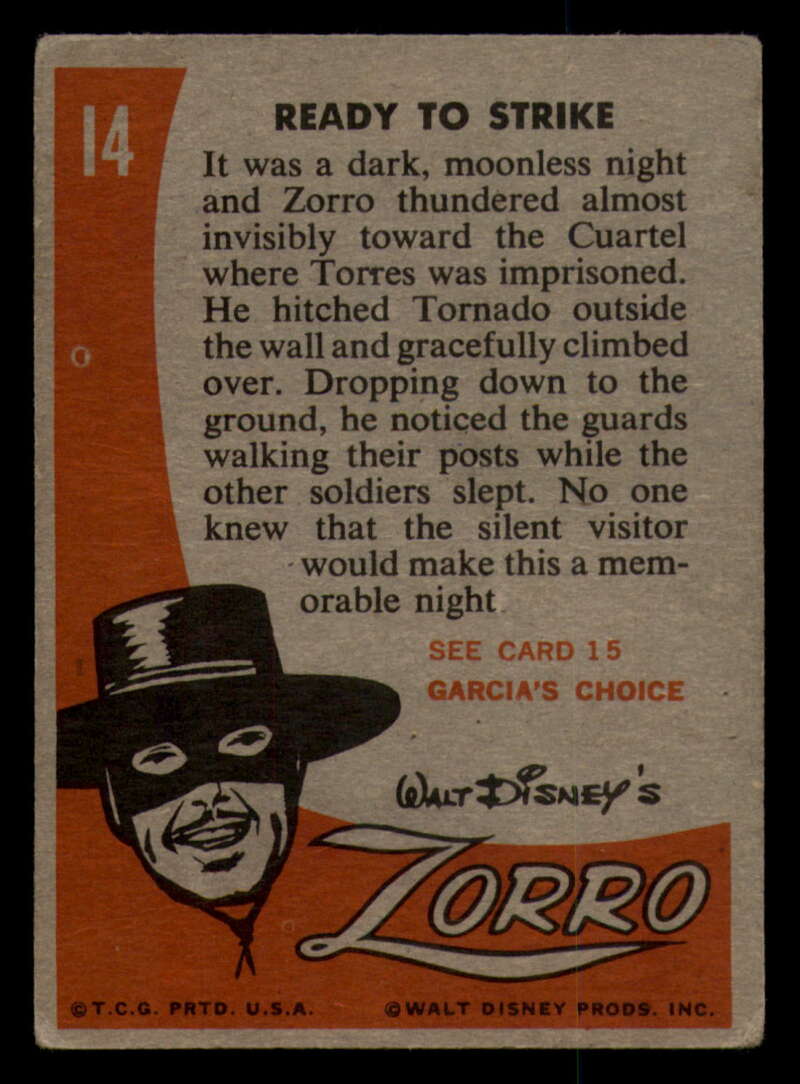 14
READY TO STRIKE
It was a dark, moonless night
and Zorro thundered almost
invisibly toward the Cuartel
where Torres was imprisoned.
He hitched Tornado outside
the wall and gracefully climbed
over. Dropping down to the
ground, he noticed the guards
walking their posts while the
other soldiers slept. No one
knew that the silent visitor
would make this a mem-
orable night.
SEE CARD 15
GARCIA'S CHOICE
WALT DISNEY'S
ZORRO
©T.C.G. PRTD. U.S.A.
©WALT DISNEY PRODS. INC.